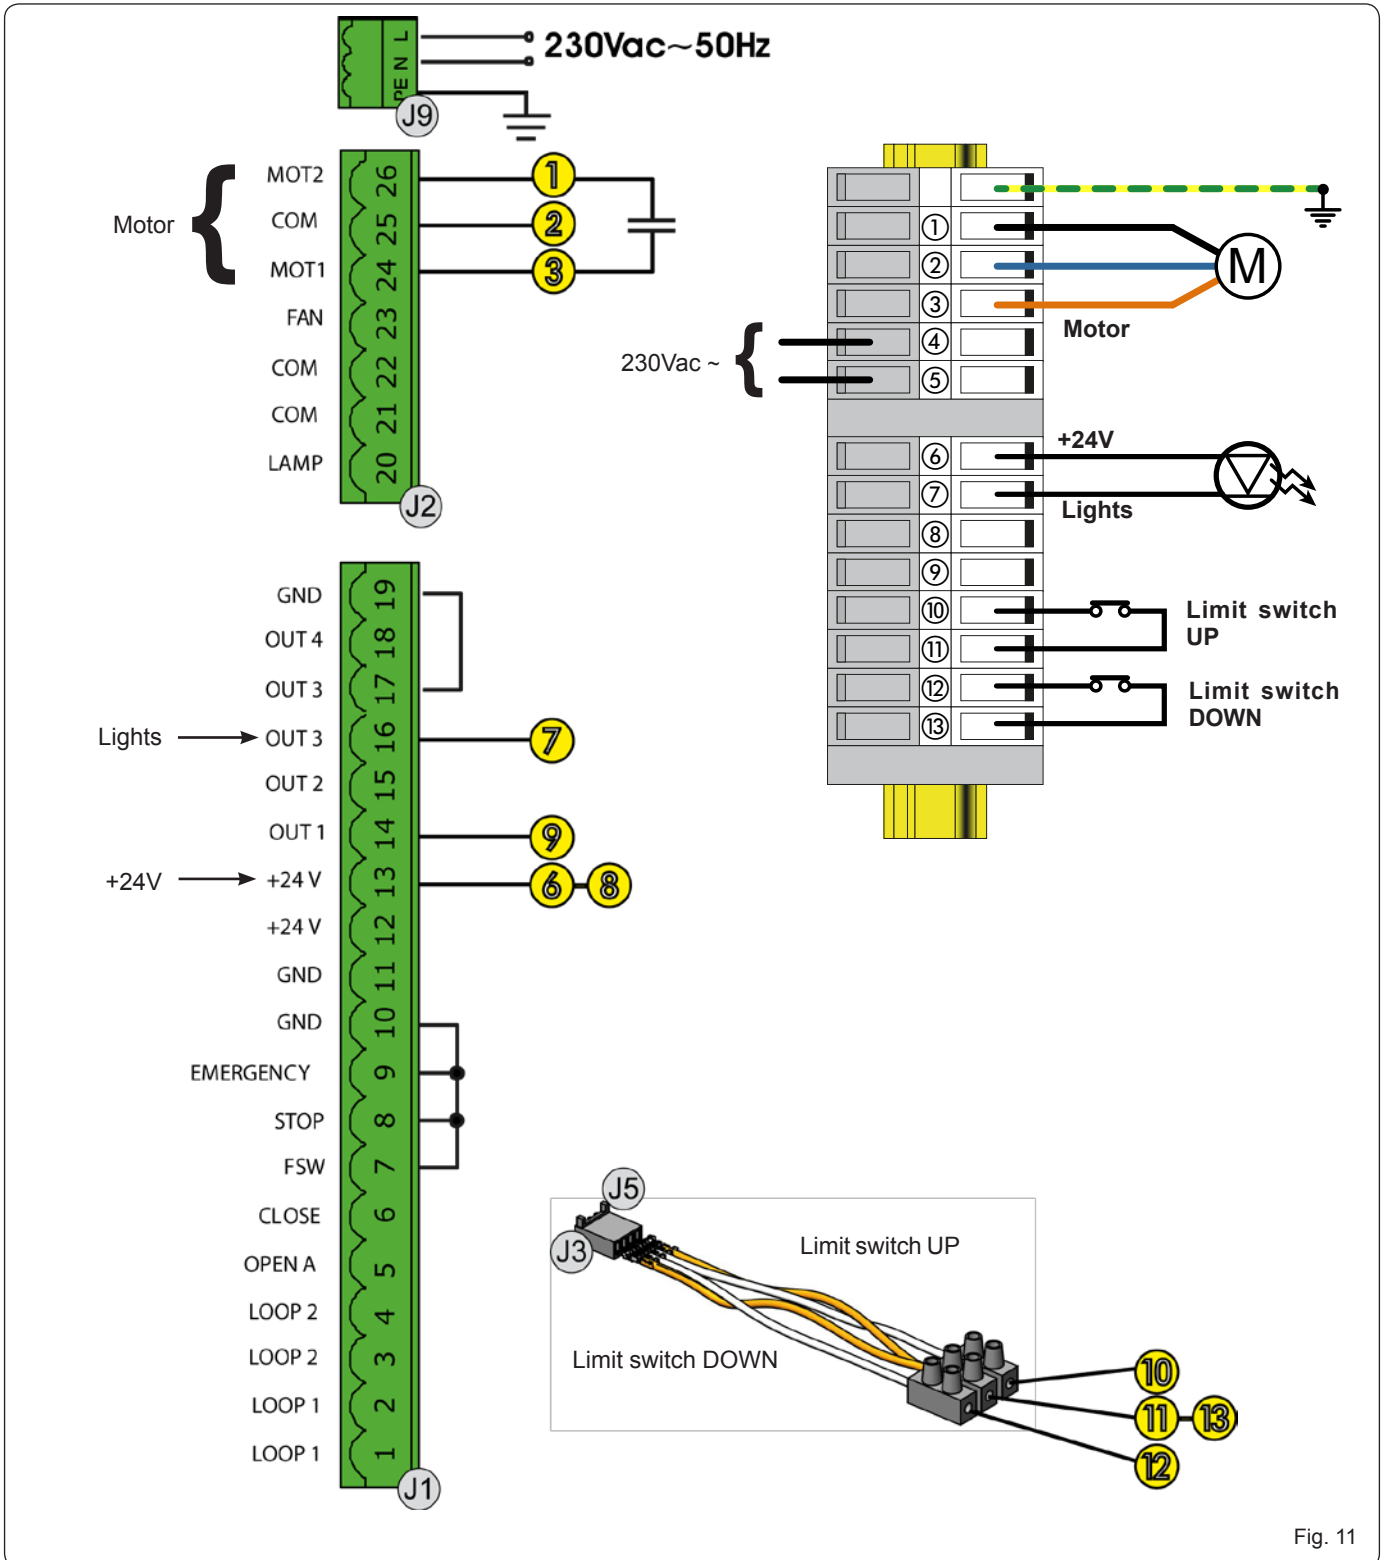 L
N
PE
230Vac~50Hz
J9
Motor
MOT2 26 1
COM 25 2
MOT1 24 3
FAN 23
COM 22
COM 21
LAMP 20
J2
GND 19
OUT 4 18
OUT 3 17
Lights OUT 3 16 7
OUT 2 15
OUT 1 14 9
+24V +24 V 13 6 8
+24 V 12
GND 11
GND 10
EMERGENCY 9
STOP 8
FSW 7
CLOSE 6
OPEN A 5
LOOP 2 4
LOOP 2 3
LOOP 1 2
LOOP 1 1
J1
1
2
M
3
Motor
230Vac ~
4
5
+24V
6
7
Lights
8
9
10
Limit switch
UP
11
12
Limit switch
DOWN
13
J5
J3
Limit switch UP
Limit switch DOWN
10
11 13
12
Fig. 11